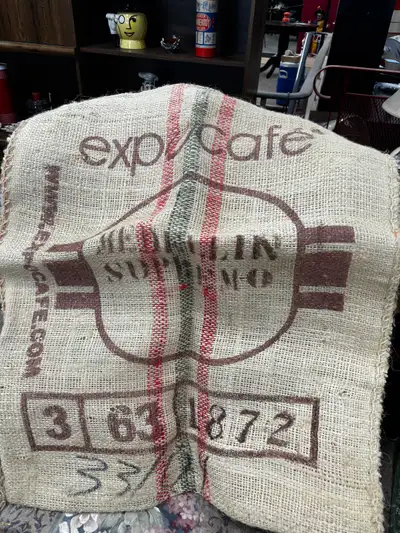 expocafé
MEDELLIN
SUPREMO
WWW.EXPOCAFE.COM
3 63 1872